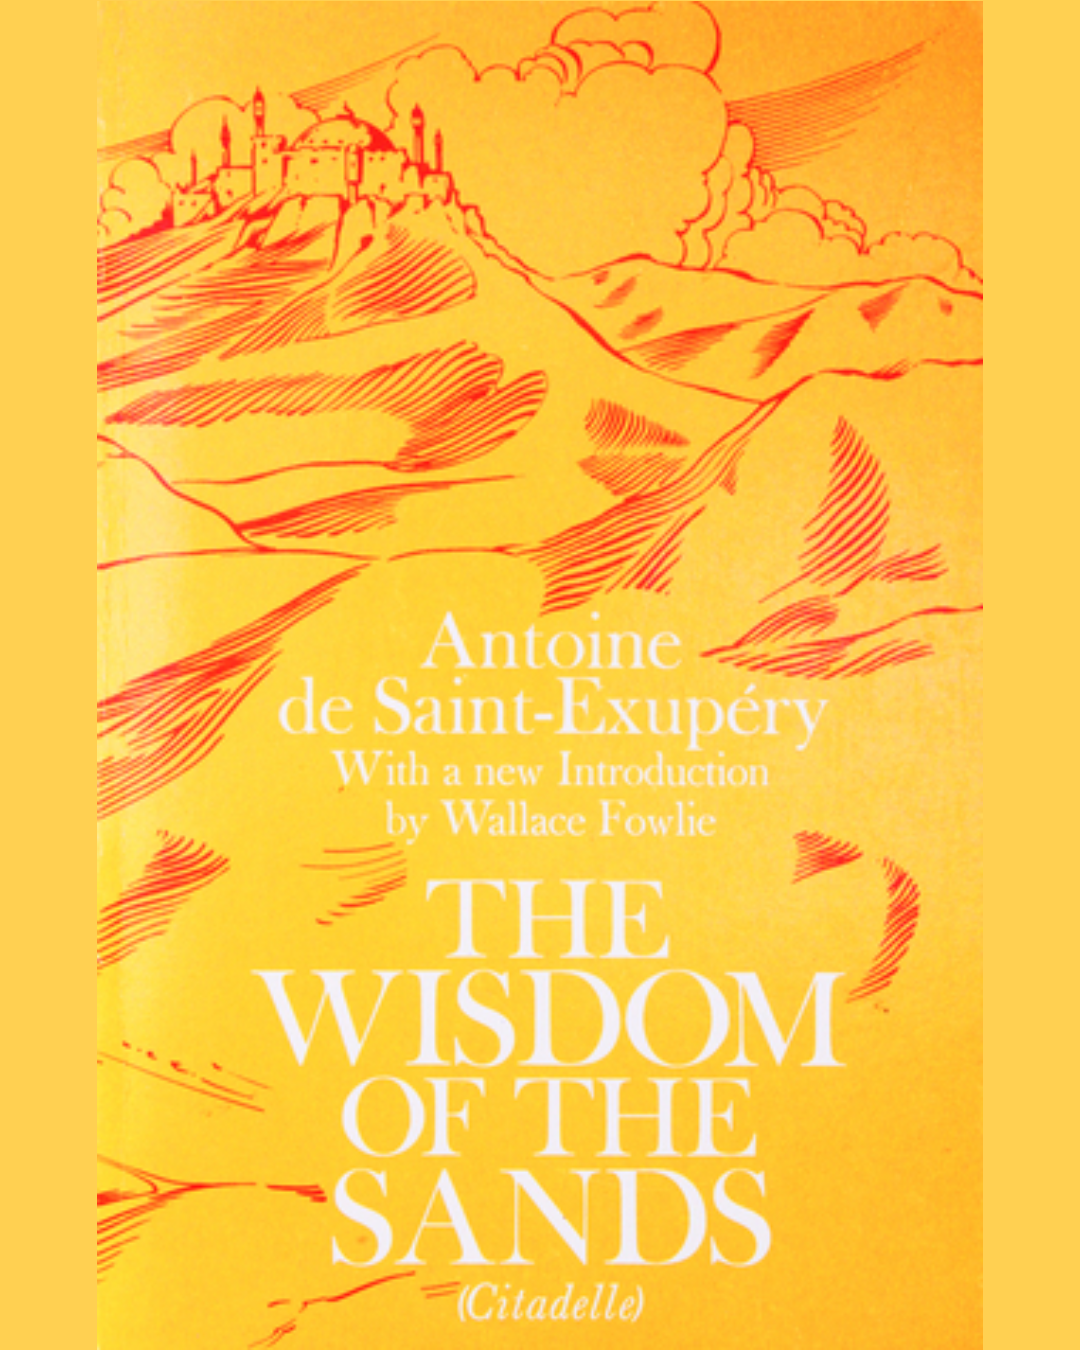 Antoine
de Saint-Exupéry
With a new Introduction
by Wallace Fowlie
THE
WISDOM
OF THE
SANDS
(Citadelle)